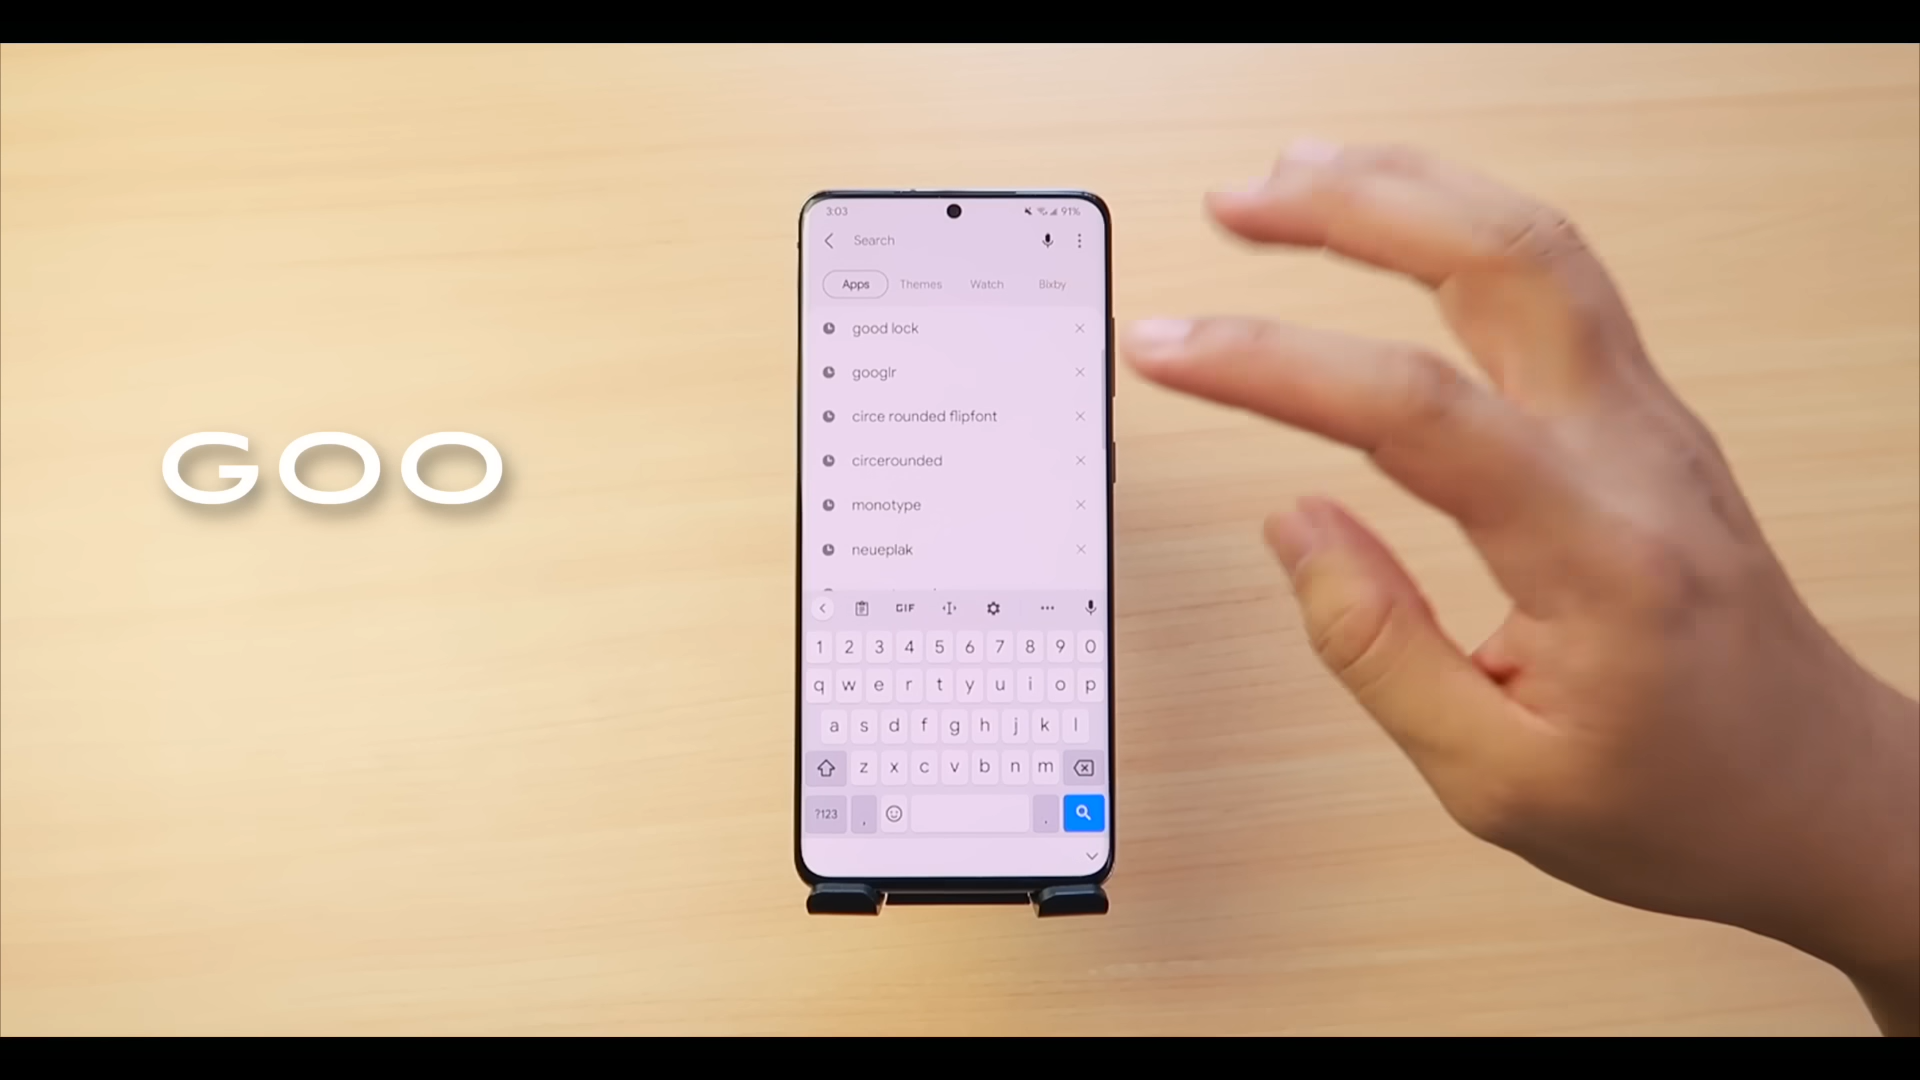 GOO
3:03
91%
Search
Apps Themes Watch Bixby
good lock
googlr
circe rounded flipfont
circerounded
monotype
neueplak
GIF
1 2 3 4 5 6 7 8 9 0
q w e r t y u i o p
a s d f g h j k l
z x c v b n m
?123 , .